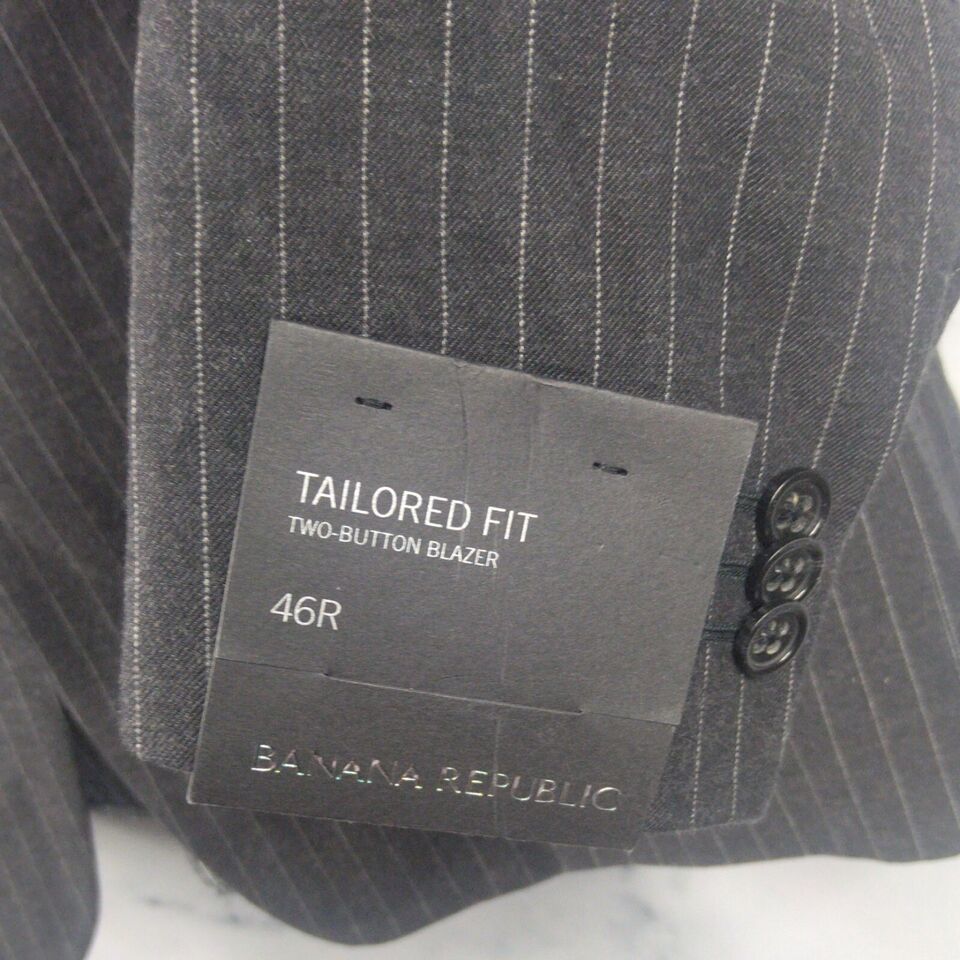 TAILORED FIT
TWO-BUTTON BLAZER
46R
BANANA REPUBLIC